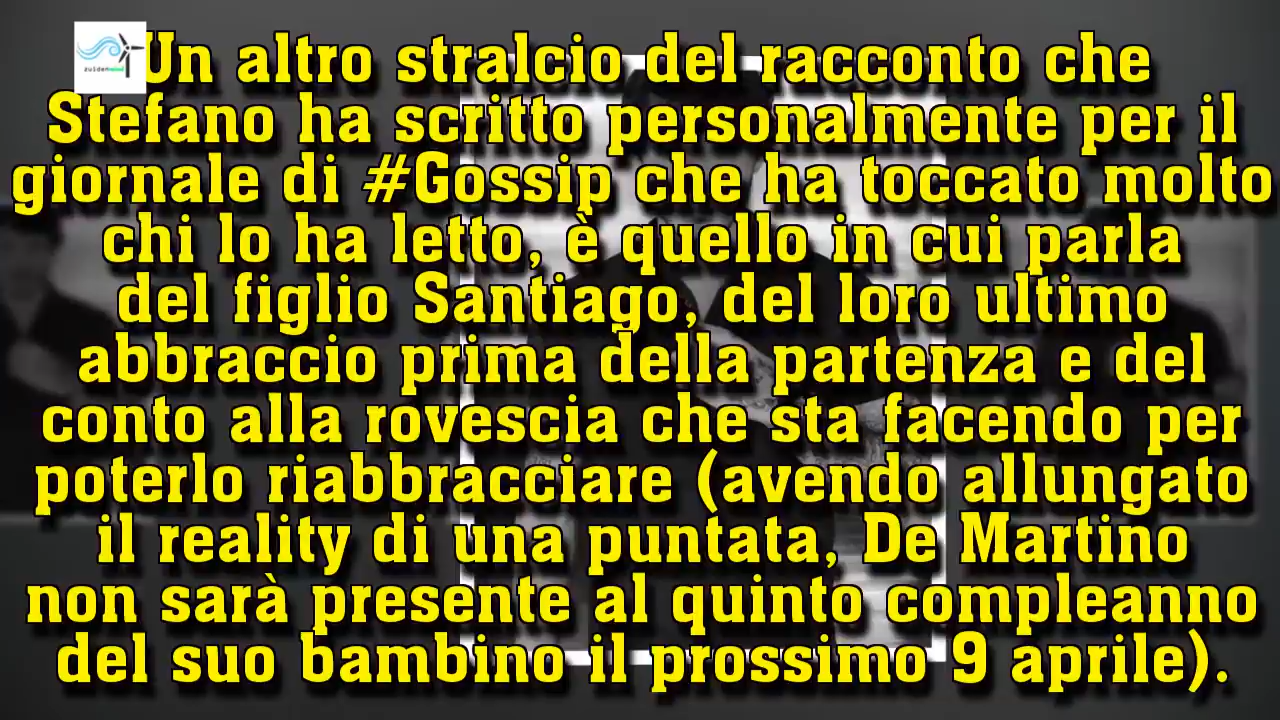 zuidenwind
Un altro stralcio del racconto che
Stefano ha scritto personalmente per il
giornale di #Gossip che ha toccato molto
chi lo ha letto, è quello in cui parla
del figlio Santiago, del loro ultimo
abbraccio prima della partenza e del
conto alla rovescia che sta facendo per
poterlo riabbracciare (avendo allungato
il reality di una puntata, De Martino
non sarà presente al quinto compleanno
del suo bambino il prossimo 9 aprile).